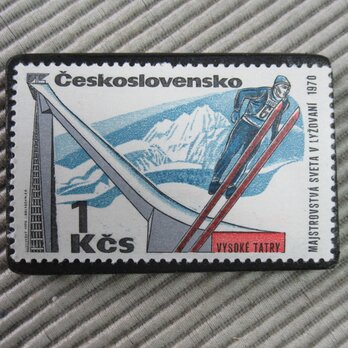 Československo
MAJSTROVSTVÁ SVETA V LYŽOVANÍ 1970
1
Kčs
VYSOKÉ TATRY